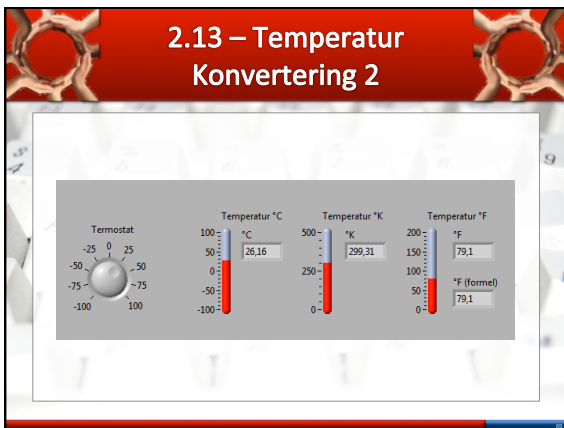 2.13 – Temperatur
Konvertering 2
Termostat
-100
-75
-50
-25
0
25
50
75
100
Temperatur °C
100
50
0
-50
-100
°C
26,16
Temperatur °K
500
250
0
°K
299,31
Temperatur °F
200
150
100
50
0
°F
79,1
°F (formel)
79,1